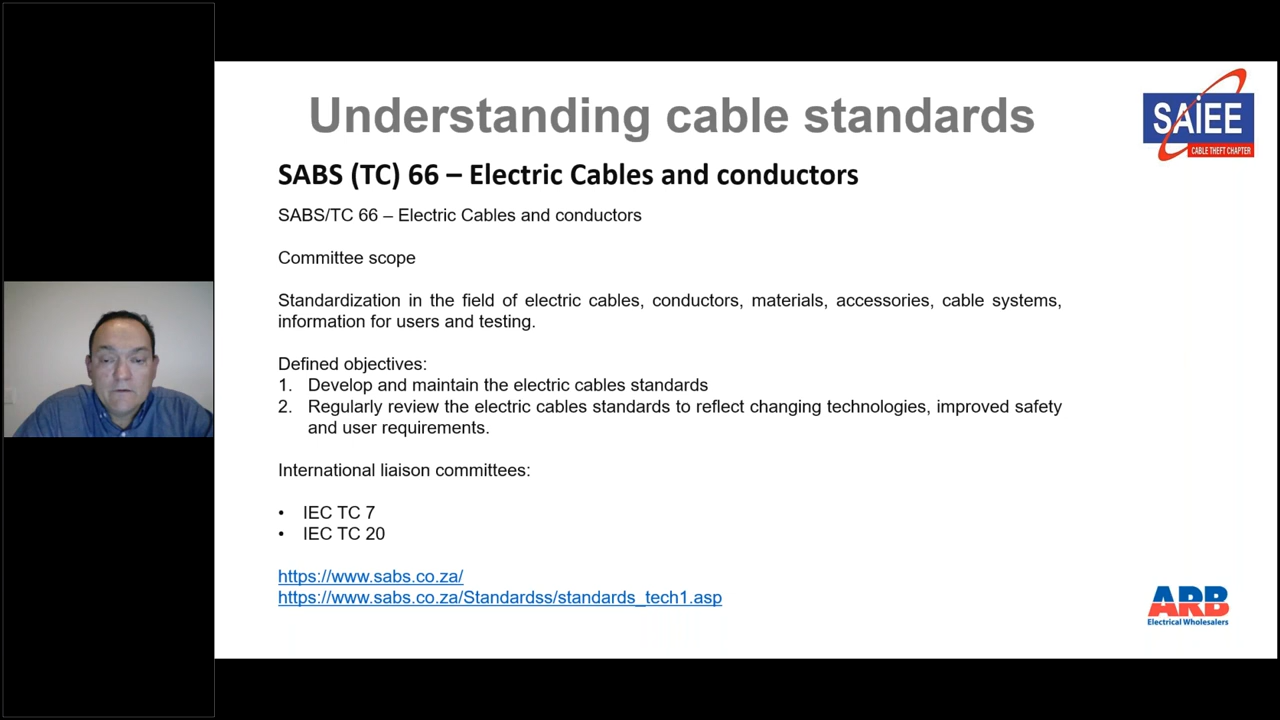 Understanding cable standards
SAiEE
CABLE THEFT CHAPTER
SABS (TC) 66 – Electric Cables and conductors
SABS/TC 66 – Electric Cables and conductors
Committee scope
Standardization in the field of electric cables, conductors, materials, accessories, cable systems,
information for users and testing.
Defined objectives:
1. Develop and maintain the electric cables standards
2. Regularly review the electric cables standards to reflect changing technologies, improved safety
and user requirements.
International liaison committees:
• IEC TC 7
• IEC TC 20
https://www.sabs.co.za/
https://www.sabs.co.za/Standardss/standards_tech1.asp
ARB
Electrical Wholesalers